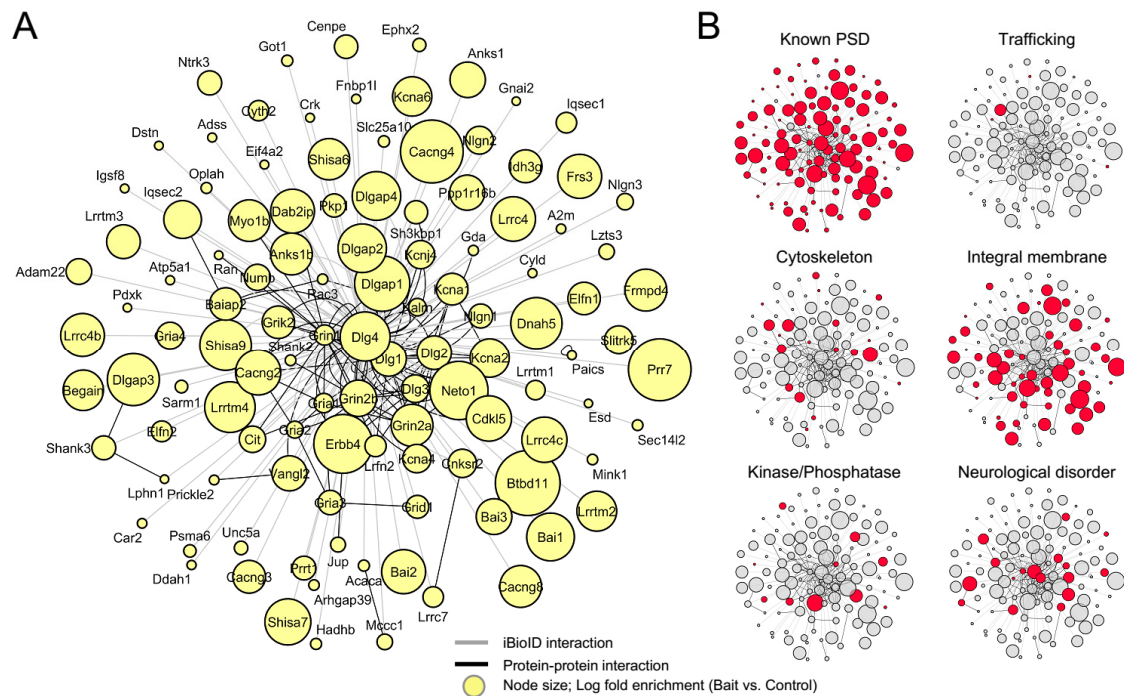 A
B
Cenpe
Ephx2
Known PSD
Trafficking
Got1
Anks1
Ntrk3
Fnbp1l
Kcna6
Gnai2
Cyth2
Crk
Iqsec1
Dstn
Adss
Slc25a10
Nlgn2
Eif4a2
Shisa6
Cacng4
Idh3g
Igsf8
Oplah
Frs3
Nlgn3
Iqsec2
Pkp1
Dlgap4
Ppp1r16b
Lrrtm3
Myo1b
Dab2ip
Lrrc4
A2m
Sh3kbp1
Dlgap2
Gda
Lzts3
Anks1b
Kcnj4
Cytoskeleton
Integral membrane
Adam22
Atp5a1
Ran
Numb
Cyld
Rac3
Dlgap1
Kcna1
Pdxk
Baiap2
Balm
Elfn1
Frmpd4
Grik2
Nlgn1
Dnah5
Lrrc4b
Gria4
Grin1
Dlg4
Slitrk5
Shisa9
Shank2
Dlg1
Dlg2
Kcna2
Paics
Prr7
Cacng2
Dlgap3
Begain
Sarm1
Grin2b
Dlg3
Neto1
Lrrtm1
Lrrtm4
Gria1
Esd
Cdkl5
Elfn2
Gria2
Grin2a
Sec14l2
Shank3
Cit
Erbb4
Lrrc4c
Lrfn2
Kcna4
Cnksr2
Mink1
Kinase/Phosphatase
Neurological disorder
Lphn1
Prickle2
Vangl2
Btbd11
Gria3
Grid1
Lrrtm2
Car2
Bai3
Psma6
Unc5a
Bai1
Jup
Ddah1
Cacng3
Prrt1
Acaca
Bai2
Cacng8
Arhgap39
Lrrc7
Shisa7
Hadhb
Mccc1
iBioID interaction
Protein-protein interaction
Node size; Log fold enrichment (Bait vs. Control)